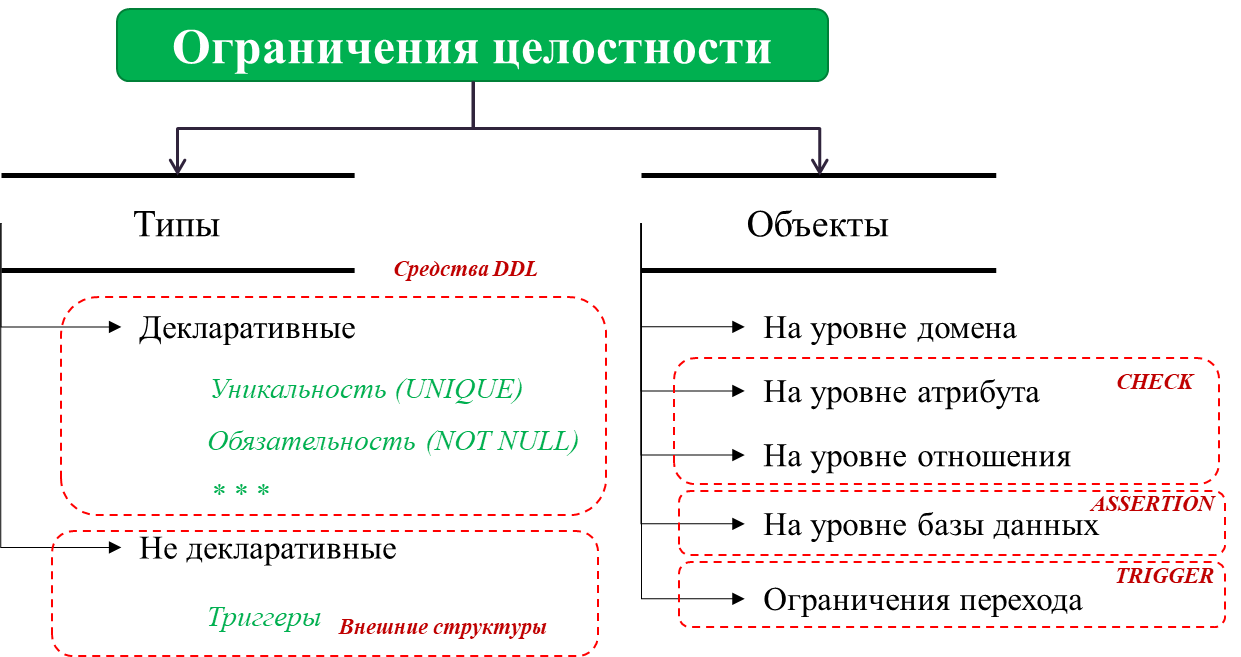 Ограничения целостности
Типы
Средства DDL
Декларативные
Уникальность (UNIQUE)
Обязательность (NOT NULL)
* * *
Не декларативные
Триггеры
Внешние структуры
Объекты
На уровне домена
На уровне атрибута
CHECK
На уровне отношения
ASSERTION
На уровне базы данных
TRIGGER
Ограничения перехода